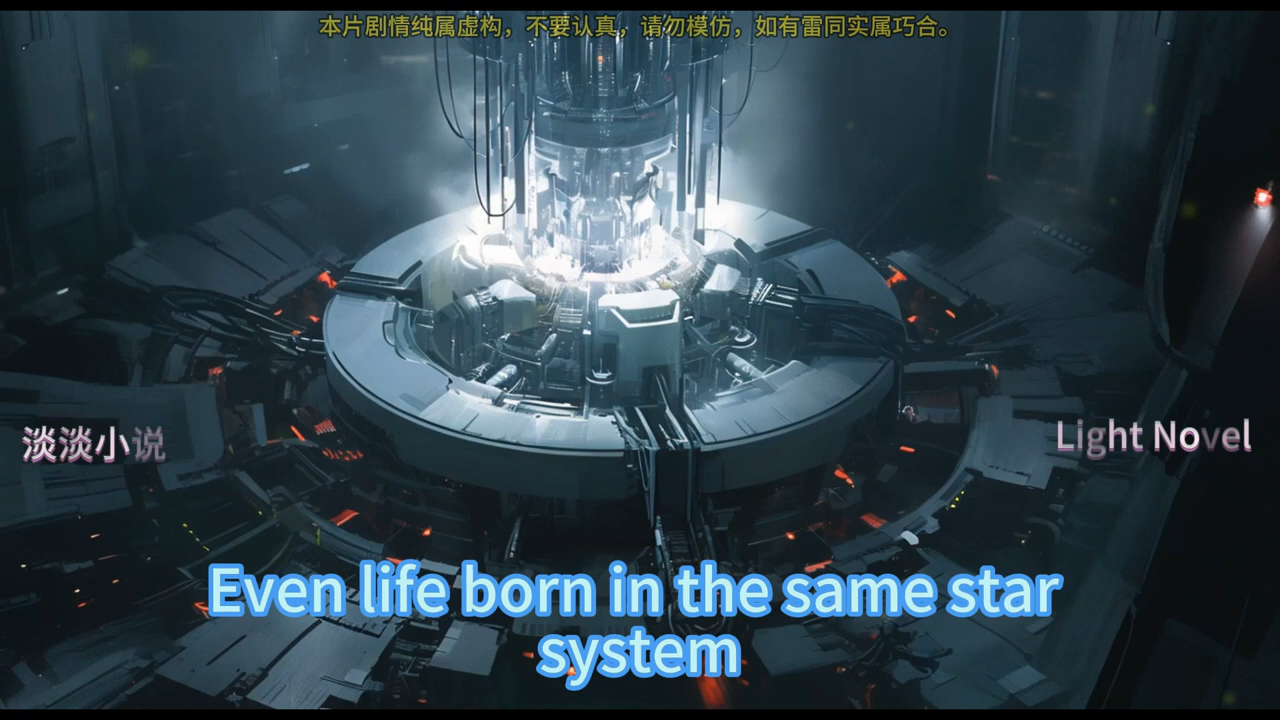 本片剧情纯属虚构，不要认真，请勿模仿，如有雷同实属巧合。
淡淡小说
Light Novel
Even life born in the same star
system